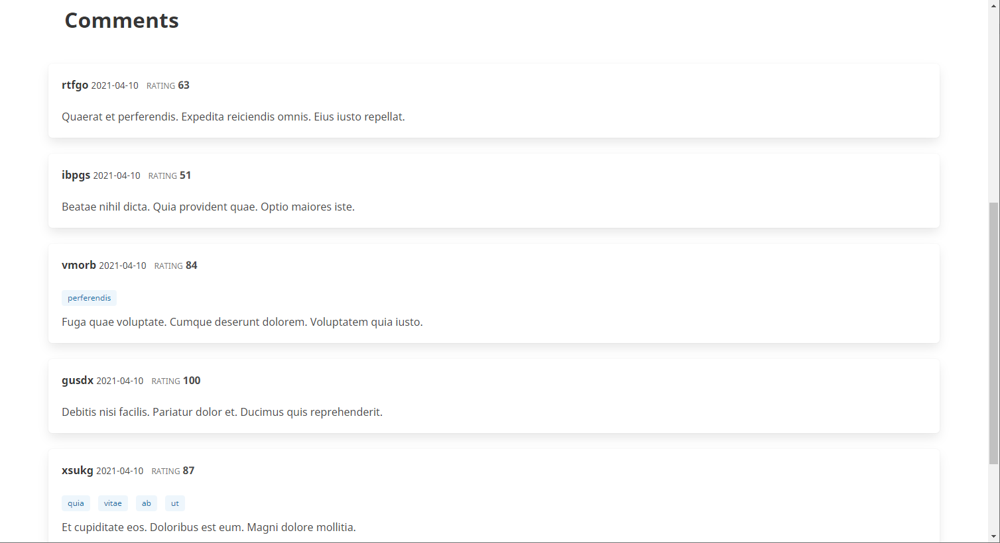 Comments
rtfgo 2021-04-10 RATING 63
Quaerat et perferendis. Expedita reiciendis omnis. Eius iusto repellat.
ibpgs 2021-04-10 RATING 51
Beatae nihil dicta. Quia provident quae. Optio maiores iste.
vmorb 2021-04-10 RATING 84
perferendis
Fuga quae voluptate. Cumque deserunt dolorem. Voluptatem quia iusto.
gusdx 2021-04-10 RATING 100
Debitis nisi facilis. Pariatur dolor et. Ducimus quis reprehenderit.
xsukg 2021-04-10 RATING 87
quia vitae ab ut
Et cupiditate eos. Doloribus est eum. Magni dolore mollitia.